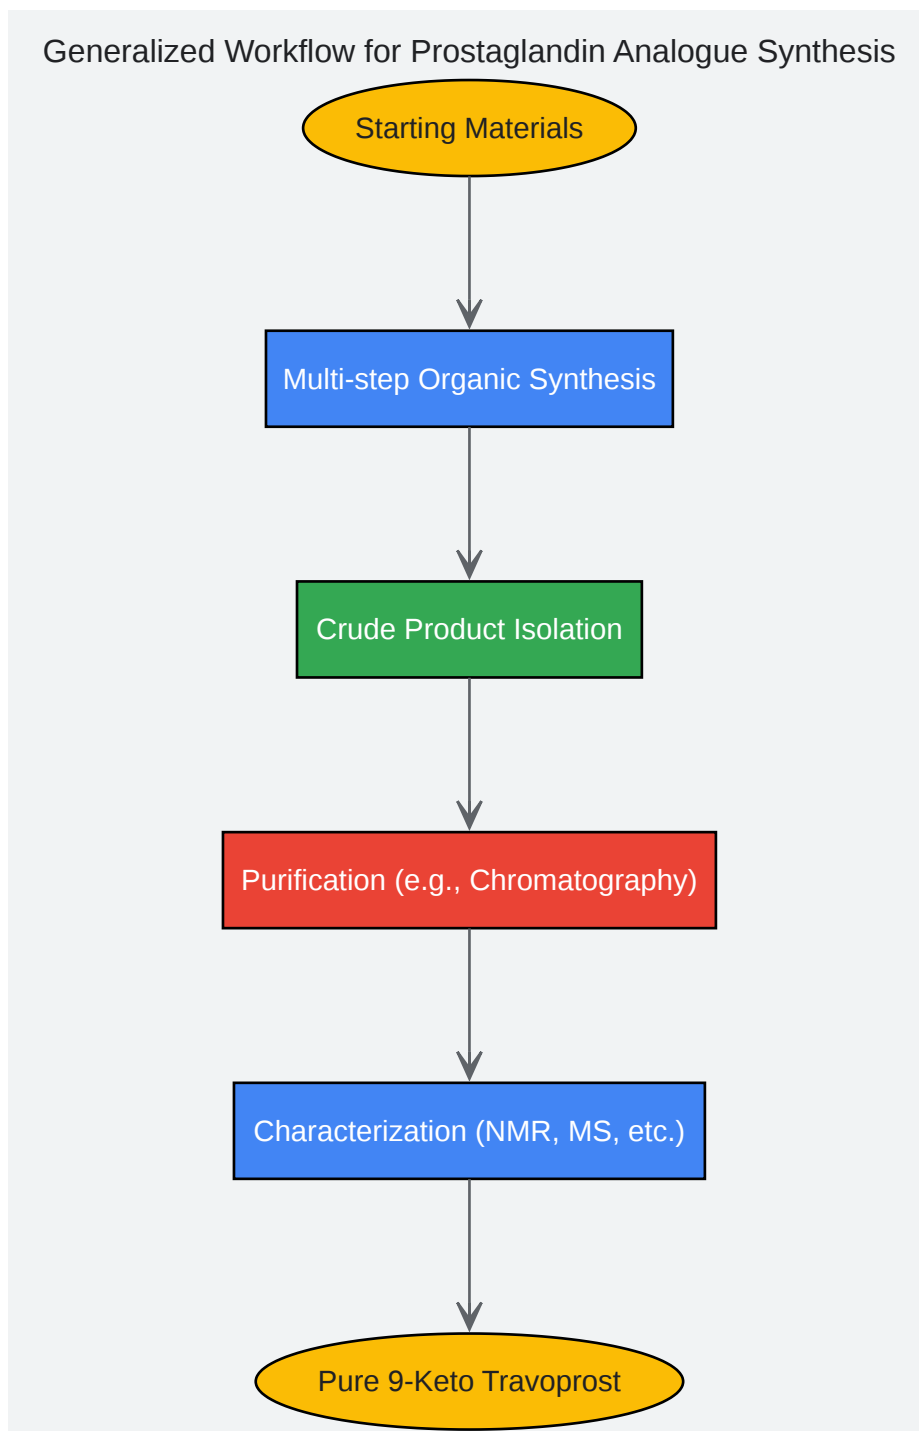 Generalized Workflow for Prostaglandin Analogue Synthesis
Starting Materials
Multi-step Organic Synthesis
Crude Product Isolation
Purification (e.g., Chromatography)
Characterization (NMR, MS, etc.)
Pure 9-Keto Travoprost